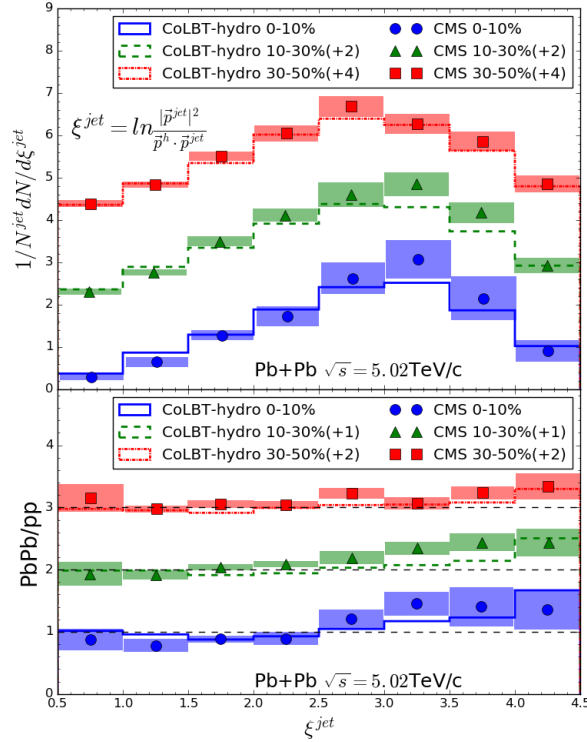 CoLBT-hydro 0-10% CMS 0-10%
CoLBT-hydro 10-30%(+2) CMS 10-30%(+2)
CoLBT-hydro 30-50%(+4) CMS 30-50%(+4)
8
7
6
5
4
3
2
1
0
ξ^{jet} = ln |p⃗^{jet}|² / p⃗^h · p⃗^{jet}
1/N^{jet} dN/dξ^{jet}
Pb+Pb √s = 5.02TeV/c
CoLBT-hydro 0-10% CMS 0-10%
CoLBT-hydro 10-30%(+1) CMS 10-30%(+1)
CoLBT-hydro 30-50%(+2) CMS 30-50%(+2)
4
3
2
1
0
PbPb/pp
Pb+Pb √s = 5.02TeV/c
0.5 1.0 1.5 2.0 2.5 3.0 3.5 4.0 4.5
ξ^{jet}